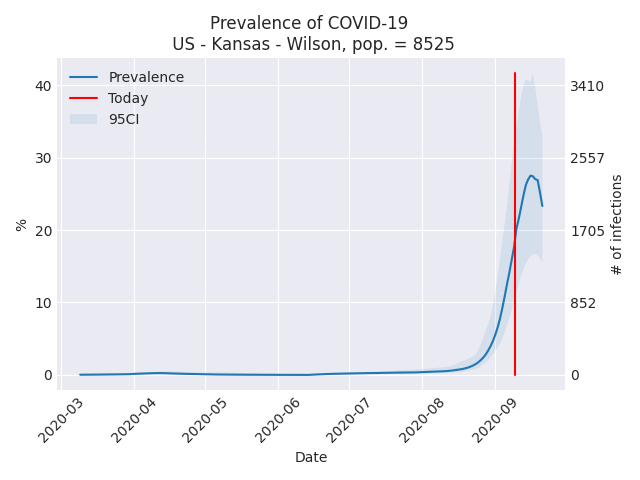 Prevalence of COVID-19
US - Kansas - Wilson, pop. = 8525
Prevalence
Today
95CI
40
30
20
10
0
%
3410
2557
1705
852
0
# of infections
2020-03
2020-04
2020-05
2020-06
2020-07
2020-08
2020-09
Date